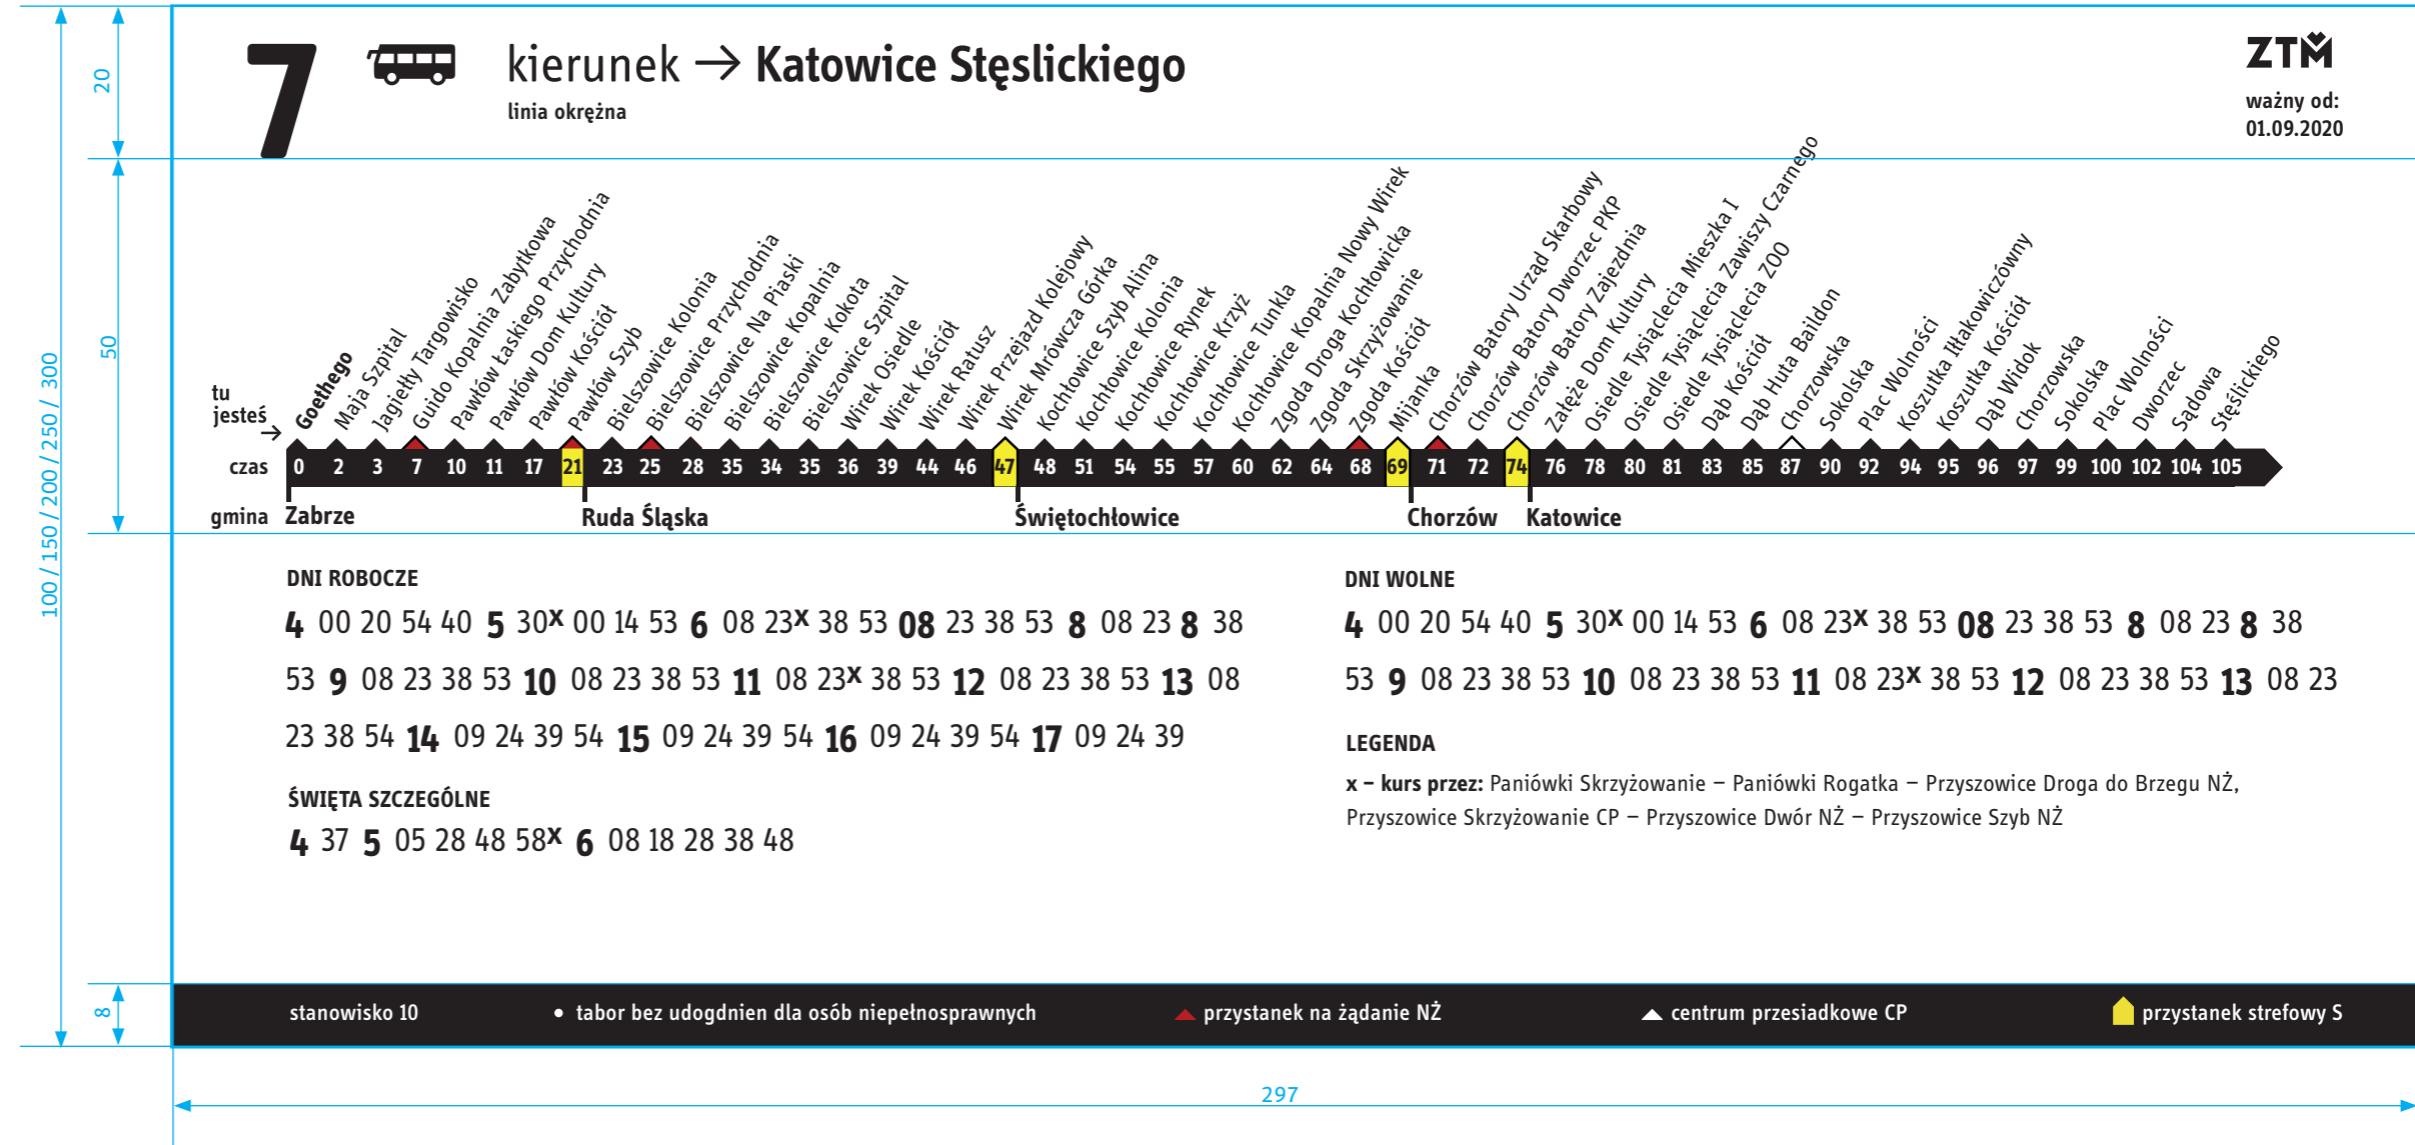 7 kierunek → Katowice Stęslickiego
linia okrężna
ZTM
ważny od:
01.09.2020
20
50
100 / 150 / 200 / 250 / 300
8
297
tu
jesteś
→
Goethego
Maja Szpital
Jagiełły Targowisko
Guido Kopalnia Zabytkowa
Pawłów Łaskiego Przychodnia
Pawłów Dom Kultury
Pawłów Kościół
Pawłów Szyb
Bielszowice Kolonia
Bielszowice Przychodnia
Bielszowice Na Piaski
Bielszowice Kopalnia
Bielszowice Kokota
Bielszowice Szpital
Wirek Osiedle
Wirek Kościół
Wirek Ratusz
Wirek Przejazd Kolejowy
Wirek Mrówcza Górka
Kochłowice Szyb Alina
Kochłowice Kolonia
Kochłowice Rynek
Kochłowice Krzyż
Kochłowice Tunkla
Kochłowice Kopalnia Nowy Wirek
Zgoda Droga Kochłowicka
Zgoda Skrzyżowanie
Zgoda Kościół
Mijanka
Chorzów Batory Urząd Skarbowy
Chorzów Batory Dworzec PKP
Chorzów Batory Zajezdnia
Załęże Dom Kultury
Osiedle Tysiąclecia Mieszka I
Osiedle Tysiąclecia Zawiszy Czarnego
Osiedle Tysiąclecia ZOO
Dąb Kościół
Dąb Huta Baildon
Chorzowska
Sokolska
Plac Wolności
Koszutka Iłłakowiczówny
Koszutka Kościół
Dąb Widok
Chorzowska
Sokolska
Plac Wolności
Dworzec
Sądowa
Stęślickiego
czas 0 2 3 7 10 11 17 21 23 25 28 35 34 35 36 39 44 46 47 48 51 54 55 57 60 62 64 68 69 71 72 74 76 78 80 81 83 85 87 90 92 94 95 96 97 99 100 102 104 105
gmina Zabrze Ruda Śląska Świętochłowice Chorzów Katowice
DNI ROBOCZE
4 00 20 54 40 5 30x 00 14 53 6 08 23x 38 53 08 23 38 53 8 08 23 8 38
53 9 08 23 38 53 10 08 23 38 53 11 08 23x 38 53 12 08 23 38 53 13 08
23 38 54 14 09 24 39 54 15 09 24 39 54 16 09 24 39 54 17 09 24 39
ŚWIĘTA SZCZEGÓLNE
4 37 5 05 28 48 58x 6 08 18 28 38 48
DNI WOLNE
4 00 20 54 40 5 30x 00 14 53 6 08 23x 38 53 08 23 38 53 8 08 23 8 38
53 9 08 23 38 53 10 08 23 38 53 11 08 23x 38 53 12 08 23 38 53 13 08 23
LEGENDA
x – kurs przez: Paniówki Skrzyżowanie – Paniówki Rogatka – Przyszowice Droga do Brzegu NŻ,
Przyszowice Skrzyżowanie CP – Przyszowice Dwór NŻ – Przyszowice Szyb NŻ
stanowisko 10 • tabor bez udogdnien dla osób niepełnosprawnych przystanek na żądanie NŻ centrum przesiadkowe CP przystanek strefowy S